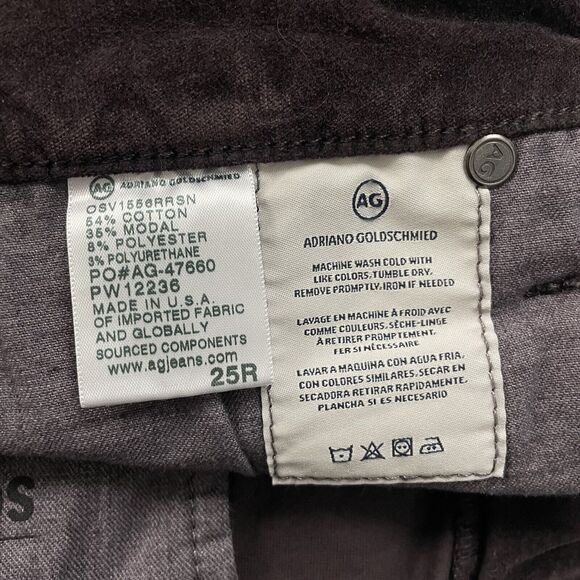 AG ADRIANO GOLDSCHMIED
OSV1556RRSN
54% COTTON
35% MODAL
8% POLYESTER
3% POLYURETHANE
PO#AG-47660
PW12236
MADE IN U.S.A.
OF IMPORTED FABRIC
AND GLOBALLY
SOURCED COMPONENTS
www.agjeans.com
25R
AG
ADRIANO GOLDSCHMIED
MACHINE WASH COLD WITH
LIKE COLORS, TUMBLE DRY.
REMOVE PROMPTLY, IRON IF NEEDED
LAVAGE EN MACHINE À FROID AVEC
COMME COULEURS, SÈCHE-LINGE
À RETIRER PROMPTEMENT,
FER SI NÉCESSAIRE
LAVAR A MAQUINA CON AGUA FRIA,
CON COLORES SIMILARES, SECAR EN
SECADORA RETIRAR RAPIDAMENTE,
PLANCHA SI ES NECESARIO
AG